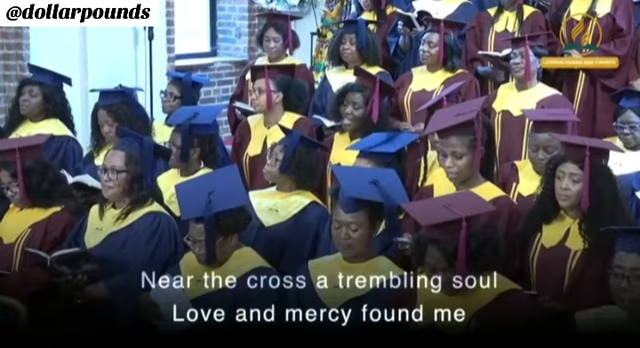 @dollarpounds
Near the cross a trembling soul
Love and mercy found me